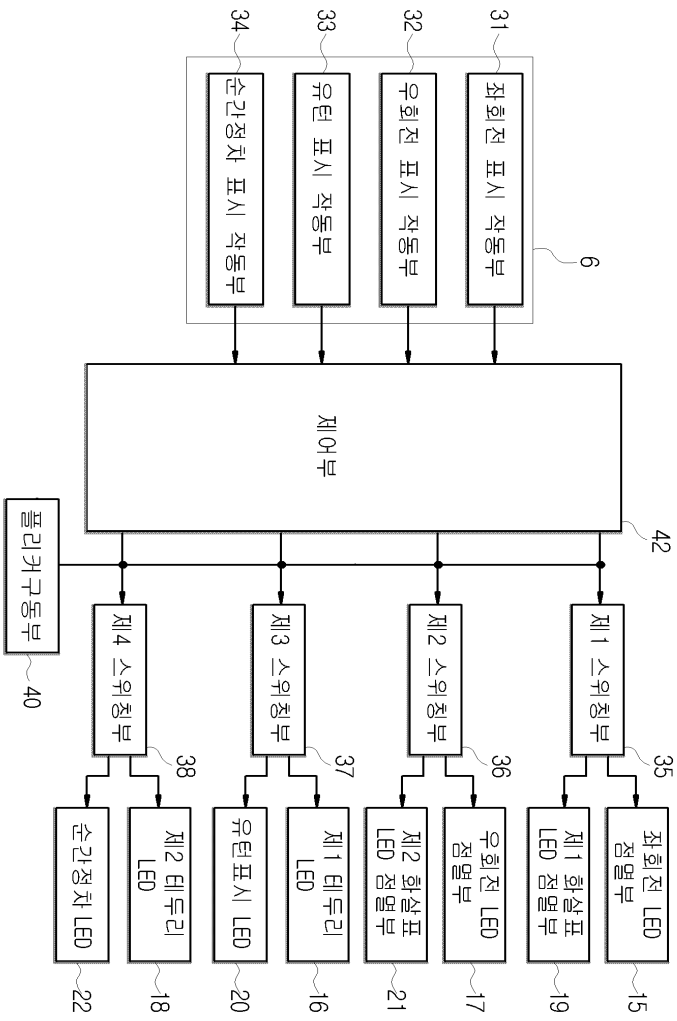 6
31
좌회전 표시 작동부
32
우회전 표시 작동부
33
유턴 표시 작동부
34
순간정차 표시 작동부
42
제어부
35
제1 스위칭부
36
제2 스위칭부
37
제3 스위칭부
38
제4 스위칭부
플리커구동부
40
좌회전 LED
점멸부
15
제1 화살표
LED 점멸부
19
우회전 LED
점멸부
17
제2 화살표
LED 점멸부
21
제1 테두리
LED
16
유턴표시 LED
20
제2 테두리
LED
18
순간정차 LED
22